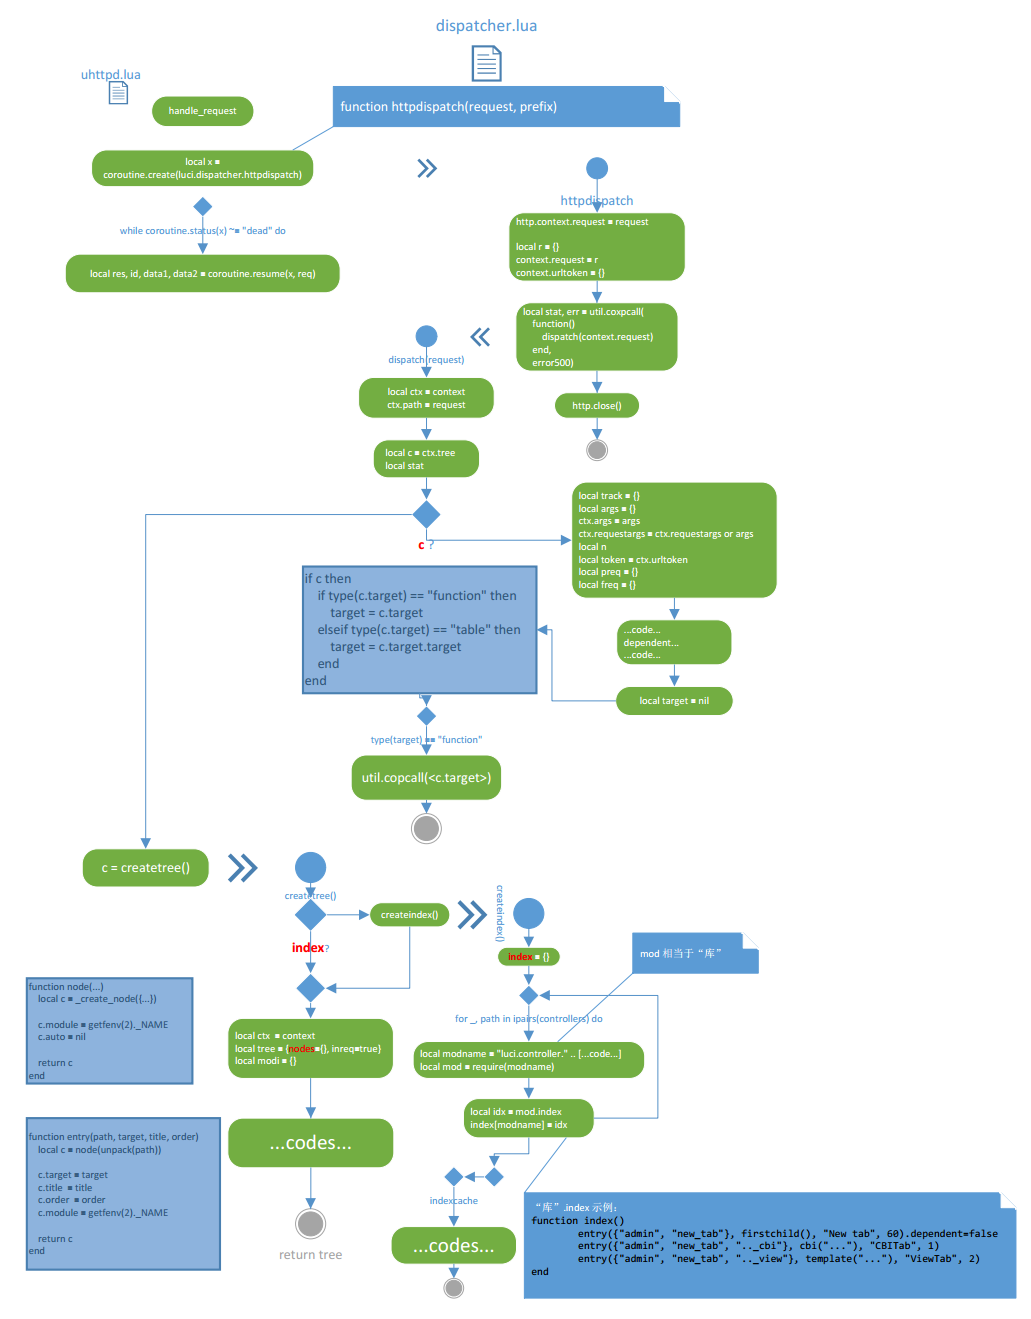 dispatcher.lua
uhttpd.lua
handle_request
function httpdispatch(request, prefix)
local x =
coroutine.create(luci.dispatcher.httpdispatch)
while coroutine.status(x) ~= "dead" do
local res, id, data1, data2 = coroutine.resume(x, req)
httpdispatch
http.context.request = request
local r = {}
context.request = r
context.urltoken = {}
local stat, err = util.coxpcall(
function()
dispatch(context.request)
end,
error500)
http.close()
dispatch(request)
local ctx = context
ctx.path = request
local c = ctx.tree
local stat
c ?
local track = {}
local args = {}
ctx.args = args
ctx.requestargs = ctx.requestargs or args
local n
local token = ctx.urltoken
local preq = {}
local freq = {}
...code...
dependent...
...code...
local target = nil
if c then
if type(c.target) == "function" then
target = c.target
elseif type(c.target) == "table" then
target = c.target.target
end
end
type(target) == "function"
util.copcall(<c.target>)
c = createtree()
createtree()
index?
createindex()
createindex()
index = {}
mod 相当于 “库”
for _, path in ipairs(controllers) do
local modname = "luci.controller." .. [...code...]
local mod = require(modname)
local idx = mod.index
index[modname] = idx
indexcache
...codes...
local ctx = context
local tree = {nodes={}, inreq=true}
local modi = {}
...codes...
return tree
function node(...)
local c = _create_node({...})
c.module = getfenv(2)._NAME
c.auto = nil
return c
end
function entry(path, target, title, order)
local c = node(unpack(path))
c.target = target
c.title = title
c.order = order
c.module = getfenv(2)._NAME
return c
end
“库” .index 示例：
function index()
entry({"admin", "new_tab"}, firstchild(), "New tab", 60).dependent=false
entry({"admin", "new_tab", ".._cbi"}, cbi("..."), "CBITab", 1)
entry({"admin", "new_tab", ".._view"}, template("..."), "ViewTab", 2)
end